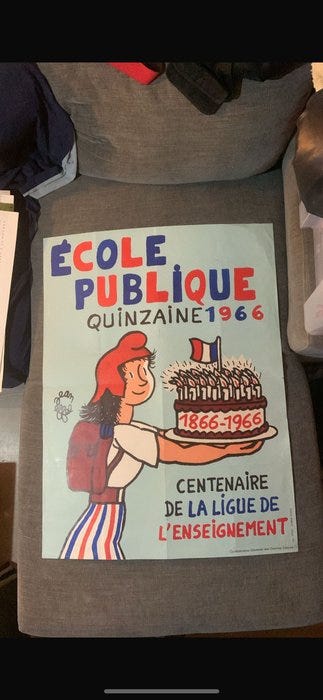 ÉCOLE
PUBLIQUE
QUINZAINE 1966
1866-1966
CENTENAIRE
DE LA LIGUE DE
L'ENSEIGNEMENT